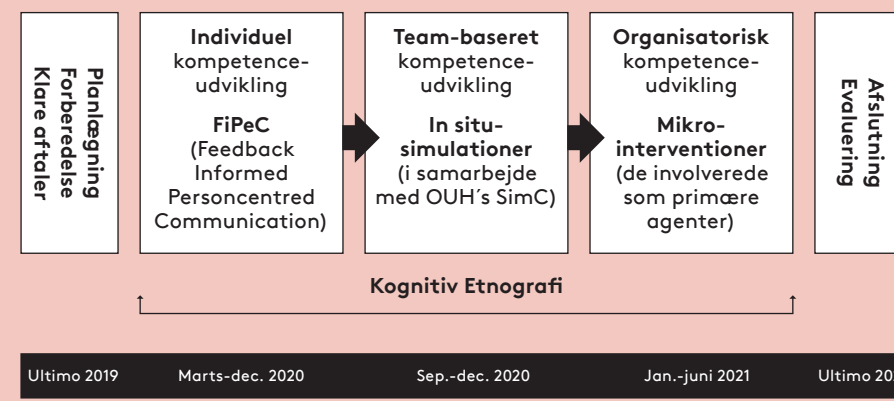 Planlægning
Forberedelse
Klare aftaler
Individuel
kompetence-
udvikling
FiPeC
(Feedback
Informed
Personcentred
Communication)
Team-baseret
kompetence-
udvikling
In situ-
simulationer
(i samarbejde
med OUH´s SimC)
Organisatorisk
kompetence-
udvikling
Mikro-
interventioner
(de involverede
som primære
agenter)
Afslutning
Evaluering
Kognitiv Etnografi
Ultimo 2019
Marts-dec. 2020
Sep.-dec. 2020
Jan.-juni 2021
Ultimo